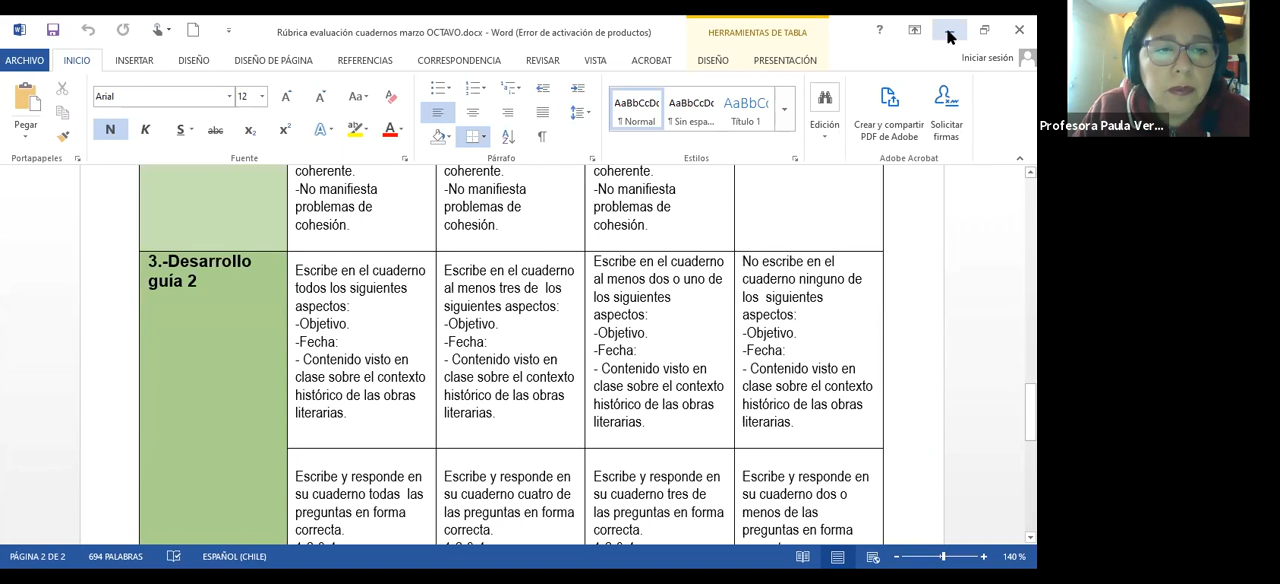 Rúbrica evaluación cuadernos marzo OCTAVO.docx - Word (Error de activación de productos)
HERRAMIENTAS DE TABLA
?
ARCHIVO INICIO INSERTAR DISEÑO DISEÑO DE PÁGINA REFERENCIAS CORRESPONDENCIA REVISAR VISTA ACROBAT DISEÑO PRESENTACIÓN
Iniciar sesión
Arial 12
Pegar
N K S abc x₂ x²
AaBbCcDc AaBbCcDc AaBbCc
¶ Normal ¶ Sin espa... Título 1
Edición
Crear y compartir
PDF de Adobe
Solicitar
firmas
Portapapeles Fuente Párrafo Estilos Adobe Acrobat
Profesora Paula Ver...
coherente.
-No manifiesta
problemas de
cohesión.
coherente.
-No manifiesta
problemas de
cohesión.
coherente.
-No manifiesta
problemas de
cohesión.
3.-Desarrollo
guía 2
Escribe en el cuaderno
todos los siguientes
aspectos:
-Objetivo.
-Fecha:
- Contenido visto en
clase sobre el contexto
histórico de las obras
literarias.
Escribe en el cuaderno
al menos tres de los
siguientes aspectos:
-Objetivo.
-Fecha:
- Contenido visto en
clase sobre el contexto
histórico de las obras
literarias.
Escribe en el cuaderno
al menos dos o uno de
los siguientes
aspectos:
-Objetivo.
-Fecha:
- Contenido visto en
clase sobre el contexto
histórico de las obras
literarias.
No escribe en el
cuaderno ninguno de
los siguientes
aspectos:
-Objetivo.
-Fecha:
- Contenido visto en
clase sobre el contexto
histórico de las obras
literarias.
Escribe y responde en
su cuaderno todas las
preguntas en forma
correcta.
Escribe y responde en
su cuaderno cuatro de
las preguntas en forma
correcta.
Escribe y responde en
su cuaderno tres de
las preguntas en forma
correcta.
Escribe y responde en
su cuaderno dos o
menos de las
preguntas en forma
PÁGINA 2 DE 2 694 PALABRAS ESPAÑOL (CHILE) 140 %